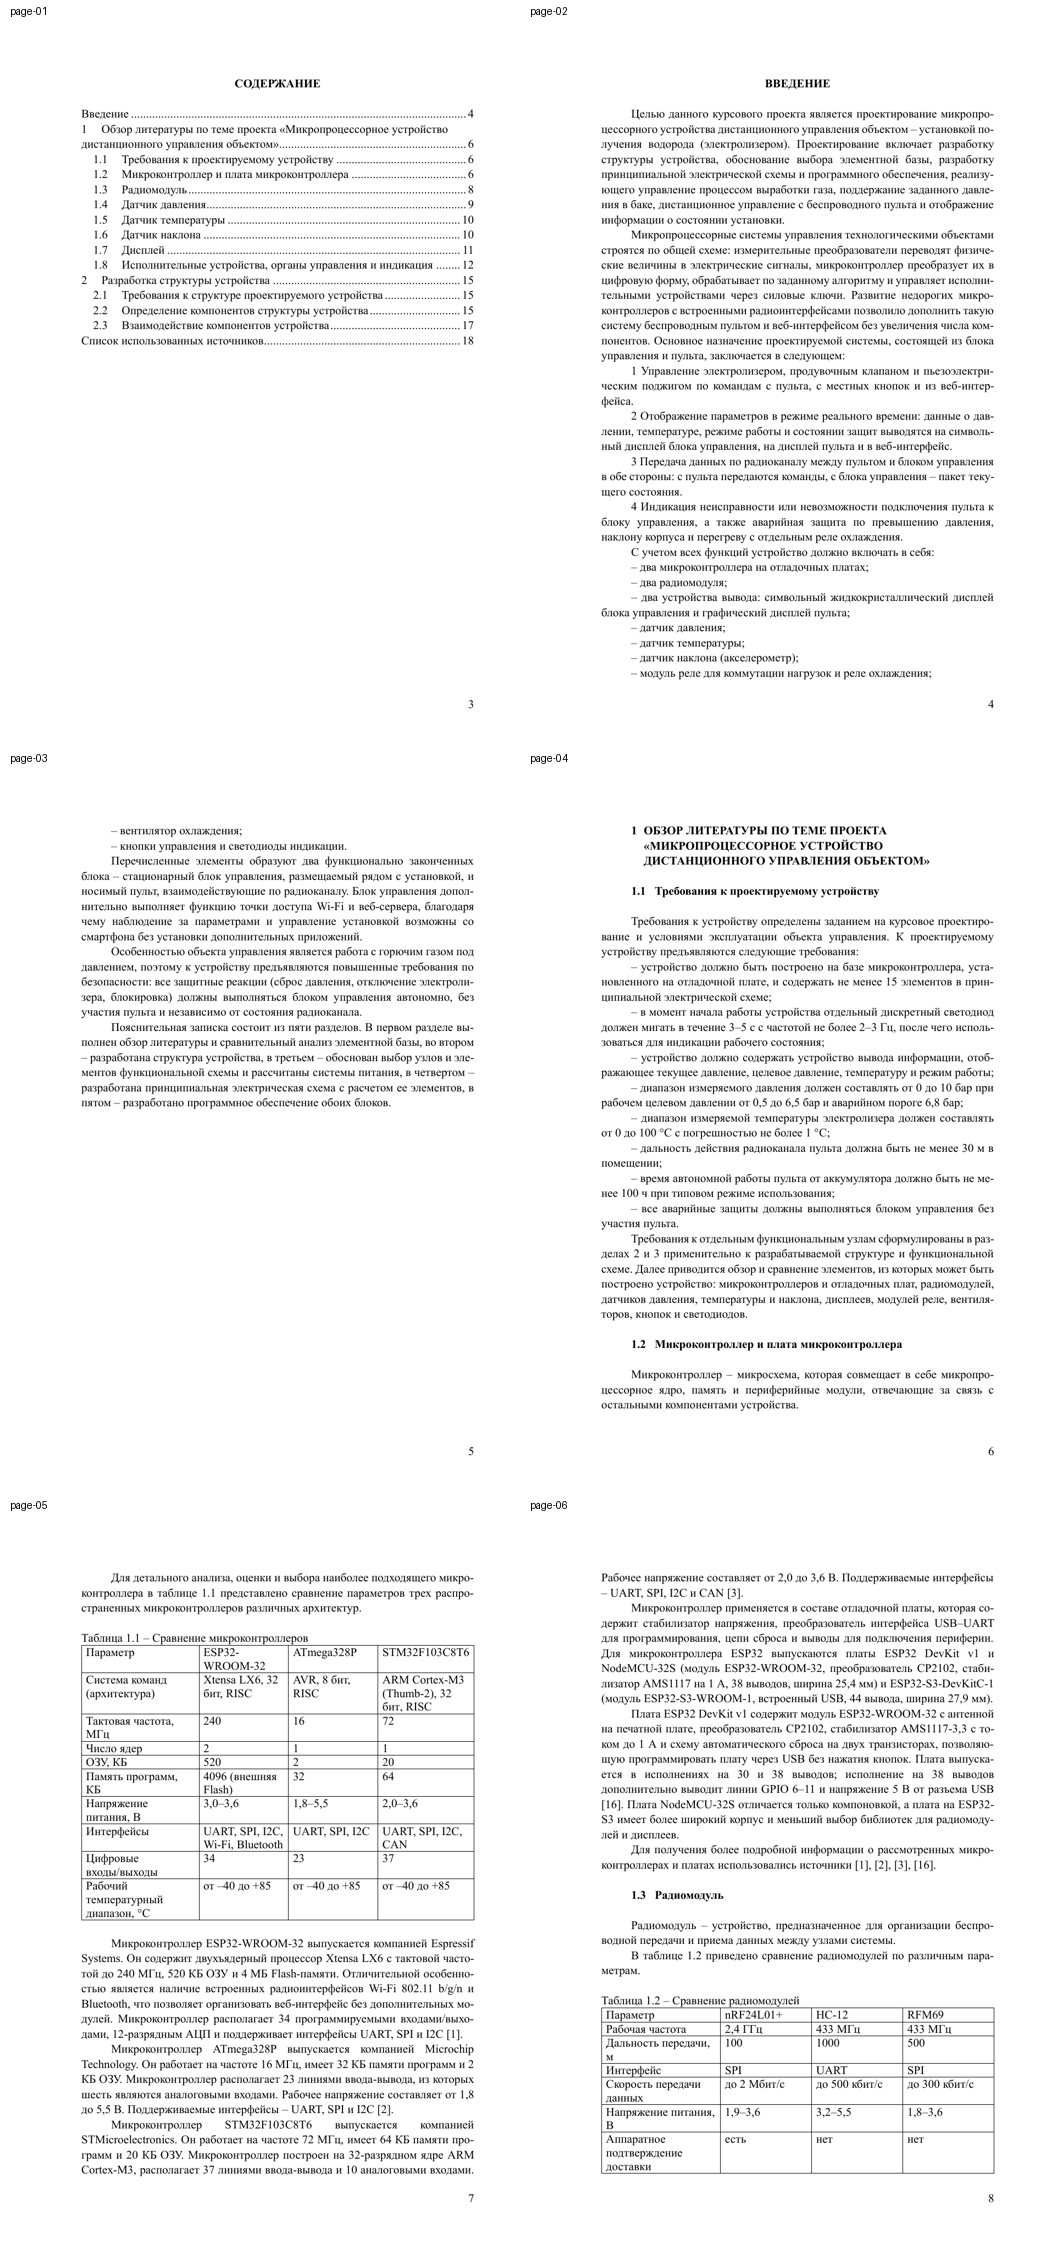 page-01
СОДЕРЖАНИЕ
Введение ................................................................................................................ 4
1 Обзор литературы по теме проекта «Микропроцессорное устройство
дистанционного управления объектом»............................................................. 6
1.1 Требования к проектируемому устройству .......................................... 6
1.2 Микроконтроллер и плата микроконтроллера ..................................... 6
1.3 Радиомодуль............................................................................................. 8
1.4 Датчик давления....................................................................................... 9
1.5 Датчик температуры .............................................................................. 10
1.6 Датчик наклона ...................................................................................... 10
1.7 Дисплей ................................................................................................... 11
1.8 Исполнительные устройства, органы управления и индикация ........ 12
2 Разработка структуры устройства ................................................................ 15
2.1 Требования к структуре проектируемого устройства......................... 15
2.2 Определение компонентов структуры устройства.............................. 15
2.3 Взаимодействие компонентов устройства........................................... 17
Список использованных источников.................................................................. 18
3
page-02
ВВЕДЕНИЕ
Целью данного курсового проекта является проектирование микропро-
цессорного устройства дистанционного управления объектом – установкой по-
лучения водорода (электролизером). Проектирование включает разработку
структуры устройства, обоснование выбора элементной базы, разработку
принципиальной электрической схемы и программного обеспечения, реализу-
ющего управление процессом выработки газа, поддержание заданного давле-
ния в баке, дистанционное управление с беспроводного пульта и отображение
информации о состоянии установки.
Микропроцессорные системы управления технологическими объектами
строятся по общей схеме: измерительные преобразователи переводят физиче-
ские величины в электрические сигналы, микроконтроллер преобразует их в
цифровую форму, обрабатывает по заданному алгоритму и управляет исполни-
тельными устройствами через силовые ключи. Развитие недорогих микро-
контроллеров с встроенными радиоинтерфейсами позволило дополнить такую
систему беспроводным пультом и веб-интерфейсом без увеличения числа ком-
понентов. Основное назначение проектируемой системы, состоящей из блока
управления и пульта, заключается в следующем:
1 Управление электролизером, продувочным клапаном и пьезоэлектри-
ческим поджигом по командам с пульта, с местных кнопок и из веб-интер-
фейса.
2 Отображение параметров в режиме реального времени: данные о дав-
лении, температуре, режиме работы и состоянии защит выводятся на символь-
ный дисплей блока управления, на дисплей пульта и в веб-интерфейс.
3 Передача данных по радиоканалу между пультом и блоком управления
в обе стороны: с пульта передаются команды, с блока управления – пакет теку-
щего состояния.
4 Индикация неисправности или невозможности подключения пульта к
блоку управления, а также аварийная защита по превышению давления,
наклону корпуса и перегреву с отдельным реле охлаждения.
С учетом всех функций устройство должно включать в себя:
– два микроконтроллера на отладочных платах;
– два радиомодуля;
– два устройства вывода: символьный жидкокристаллический дисплей
блока управления и графический дисплей пульта;
– датчик давления;
– датчик температуры;
– датчик наклона (акселерометр);
– модуль реле для коммутации нагрузок и реле охлаждения;
4
page-03
– вентилятор охлаждения;
– кнопки управления и светодиоды индикации.
Перечисленные элементы образуют два функционально законченных
блока – стационарный блок управления, размещаемый рядом с установкой, и
носимый пульт, взаимодействующие по радиоканалу. Блок управления допол-
нительно выполняет функцию точки доступа Wi-Fi и веб-сервера, благодаря
чему наблюдение за параметрами и управление установкой возможны со
смартфона без установки дополнительных приложений.
Особенностью объекта управления является работа с горючим газом под
давлением, поэтому к устройству предъявляются повышенные требования по
безопасности: все защитные реакции (сброс давления, отключение электроли-
зера, блокировка) должны выполняться блоком управления автономно, без
участия пульта и независимо от состояния радиоканала.
Пояснительная записка состоит из пяти разделов. В первом разделе вы-
полнен обзор литературы и сравнительный анализ элементной базы, во втором
– разработана структура устройства, в третьем – обоснован выбор узлов и эле-
ментов функциональной схемы и рассчитаны системы питания, в четвертом –
разработана принципиальная электрическая схема с расчетом ее элементов, в
пятом – разработано программное обеспечение обоих блоков.
5
page-04
1 ОБЗОР ЛИТЕРАТУРЫ ПО ТЕМЕ ПРОЕКТА
«МИКРОПРОЦЕССОРНОЕ УСТРОЙСТВО
ДИСТАНЦИОННОГО УПРАВЛЕНИЯ ОБЪЕКТОМ»
1.1 Требования к проектируемому устройству
Требования к устройству определены заданием на курсовое проектиро-
вание и условиями эксплуатации объекта управления. К проектируемому
устройству предъявляются следующие требования:
– устройство должно быть построено на базе микроконтроллера, уста-
новленного на отладочной плате, и содержать не менее 15 элементов в прин-
ципиальной электрической схеме;
– в момент начала работы устройства отдельный дискретный светодиод
должен мигать в течение 3–5 с с частотой не более 2–3 Гц, после чего исполь-
зоваться для индикации рабочего состояния;
– устройство должно содержать устройство вывода информации, отоб-
ражающее текущее давление, целевое давление, температуру и режим работы;
– диапазон измеряемого давления должен составлять от 0 до 10 бар при
рабочем целевом давлении от 0,5 до 6,5 бар и аварийном пороге 6,8 бар;
– диапазон измеряемой температуры электролизера должен составлять
от 0 до 100 °С с погрешностью не более 1 °С;
– дальность действия радиоканала пульта должна быть не менее 30 м в
помещении;
– время автономной работы пульта от аккумулятора должно быть не ме-
нее 100 ч при типовом режиме использования;
– все аварийные защиты должны выполняться блоком управления без
участия пульта.
Требования к отдельным функциональным узлам сформулированы в раз-
делах 2 и 3 применительно к разрабатываемой структуре и функциональной
схеме. Далее приводится обзор и сравнение элементов, из которых может быть
построено устройство: микроконтроллеров и отладочных плат, радиомодулей,
датчиков давления, температуры и наклона, дисплеев, модулей реле, вентиля-
торов, кнопок и светодиодов.
1.2 Микроконтроллер и плата микроконтроллера
Микроконтроллер – микросхема, которая совмещает в себе микропро-
цессорное ядро, память и периферийные модули, отвечающие за связь с
остальными компонентами устройства.
6
page-05
Для детального анализа, оценки и выбора наиболее подходящего микро-
контроллера в таблице 1.1 представлено сравнение параметров трех распро-
страненных микроконтроллеров различных архитектур.
Таблица 1.1 – Сравнение микроконтроллеров
Параметр ESP32-WROOM-32 ATmega328P STM32F103C8T6
Система команд (архитектура) Xtensa LX6, 32 бит, RISC AVR, 8 бит, RISC ARM Cortex-M3 (Thumb-2), 32 бит, RISC
Тактовая частота, МГц 240 16 72
Число ядер 2 1 1
ОЗУ, КБ 520 2 20
Память программ, КБ 4096 (внешняя Flash) 32 64
Напряжение питания, В 3,0–3,6 1,8–5,5 2,0–3,6
Интерфейсы UART, SPI, I2C, Wi-Fi, Bluetooth UART, SPI, I2C UART, SPI, I2C, CAN
Цифровые входы/выходы 34 23 37
Рабочий температурный диапазон, °С от –40 до +85 от –40 до +85 от –40 до +85
Микроконтроллер ESP32-WROOM-32 выпускается компанией Espressif
Systems. Он содержит двухъядерный процессор Xtensa LX6 с тактовой часто-
той до 240 МГц, 520 КБ ОЗУ и 4 МБ Flash-памяти. Отличительной особенно-
стью является наличие встроенных радиоинтерфейсов Wi-Fi 802.11 b/g/n и
Bluetooth, что позволяет организовать веб-интерфейс без дополнительных мо-
дулей. Микроконтроллер располагает 34 программируемыми входами/выхо-
дами, 12-разрядным АЦП и поддерживает интерфейсы UART, SPI и I2C [1].
Микроконтроллер ATmega328P выпускается компанией Microchip
Technology. Он работает на частоте 16 МГц, имеет 32 КБ памяти программ и 2
КБ ОЗУ. Микроконтроллер располагает 23 линиями ввода-вывода, из которых
шесть являются аналоговыми входами. Рабочее напряжение составляет от 1,8
до 5,5 В. Поддерживаемые интерфейсы – UART, SPI и I2C [2].
Микроконтроллер STM32F103C8T6 выпускается компанией
STMicroelectronics. Он работает на частоте 72 МГц, имеет 64 КБ памяти про-
грамм и 20 КБ ОЗУ. Микроконтроллер построен на 32-разрядном ядре ARM
Cortex-M3, располагает 37 линиями ввода-вывода и 10 аналоговыми входами.
7
page-06
Рабочее напряжение составляет от 2,0 до 3,6 В. Поддерживаемые интерфейсы
– UART, SPI, I2C и CAN [3].
Микроконтроллер применяется в составе отладочной платы, которая со-
держит стабилизатор напряжения, преобразователь интерфейса USB–UART
для программирования, цепи сброса и выводы для подключения периферии.
Для микроконтроллера ESP32 выпускаются платы ESP32 DevKit v1 и
NodeMCU-32S (модуль ESP32-WROOM-32, преобразователь CP2102, стаби-
лизатор AMS1117 на 1 А, 38 выводов, ширина 25,4 мм) и ESP32-S3-DevKitC-1
(модуль ESP32-S3-WROOM-1, встроенный USB, 44 вывода, ширина 27,9 мм).
Плата ESP32 DevKit v1 содержит модуль ESP32-WROOM-32 с антенной
на печатной плате, преобразователь CP2102, стабилизатор AMS1117-3,3 с то-
ком до 1 А и схему автоматического сброса на двух транзисторах, позволяю-
щую программировать плату через USB без нажатия кнопок. Плата выпуска-
ется в исполнениях на 30 и 38 выводов; исполнение на 38 выводов
дополнительно выводит линии GPIO 6–11 и напряжение 5 В от разъема USB
[16]. Плата NodeMCU-32S отличается только компоновкой, а плата на ESP32-
S3 имеет более широкий корпус и меньший выбор библиотек для радиомоду-
лей и дисплеев.
Для получения более подробной информации о рассмотренных микро-
контроллерах и платах использовались источники [1], [2], [3], [16].
1.3 Радиомодуль
Радиомодуль – устройство, предназначенное для организации беспро-
водной передачи и приема данных между узлами системы.
В таблице 1.2 приведено сравнение радиомодулей по различным пара-
метрам.
Таблица 1.2 – Сравнение радиомодулей
Параметр nRF24L01+ HC-12 RFM69
Рабочая частота 2,4 ГГц 433 МГц 433 МГц
Дальность передачи, м 100 1000 500
Интерфейс SPI UART SPI
Скорость передачи данных до 2 Мбит/с до 500 кбит/с до 300 кбит/с
Напряжение питания, В 1,9–3,6 3,2–5,5 1,8–3,6
Аппаратное подтверждение доставки есть нет нет
8